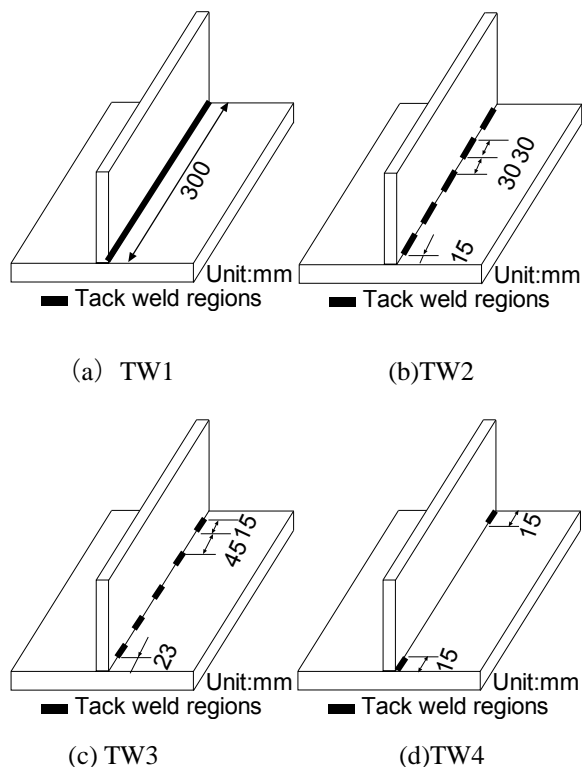 300
Unit:mm
Tack weld regions
(a) TW1
30
30
15
Unit:mm
Tack weld regions
(b)TW2
15
45
23
Unit:mm
Tack weld regions
(c) TW3
15
15
Unit:mm
Tack weld regions
(d)TW4